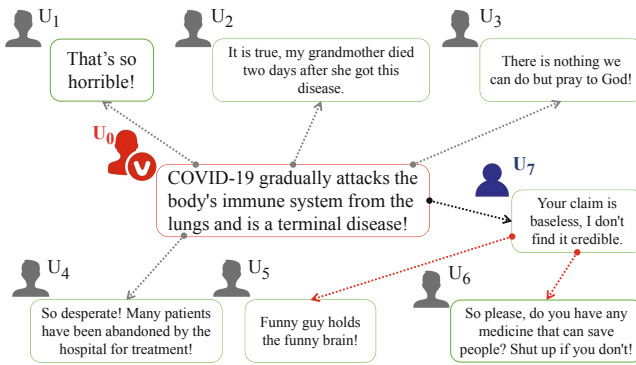 U1
That's so
horrible!
U2
It is true, my grandmother died
two days after she got this
disease.
U3
There is nothing we
can do but pray to God!
U0
V
COVID-19 gradually attacks the
body's immune system from the
lungs and is a terminal disease!
U7
Your claim is
baseless, I don't
find it credible.
U4
So desperate! Many patients
have been abandoned by the
hospital for treatment!
U5
Funny guy holds
the funny brain!
U6
So please, do you have any
medicine that can save
people? Shut up if you don't!